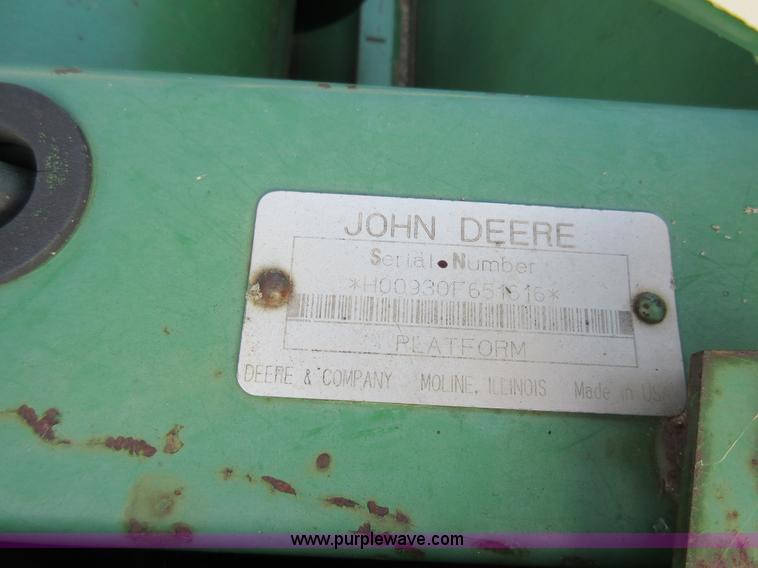 JOHN DEERE
Serial Number
*H00930F651616*
PLATFORM
DEERE & COMPANY MOLINE, ILLINOIS Made in USA
www.purplewave.com